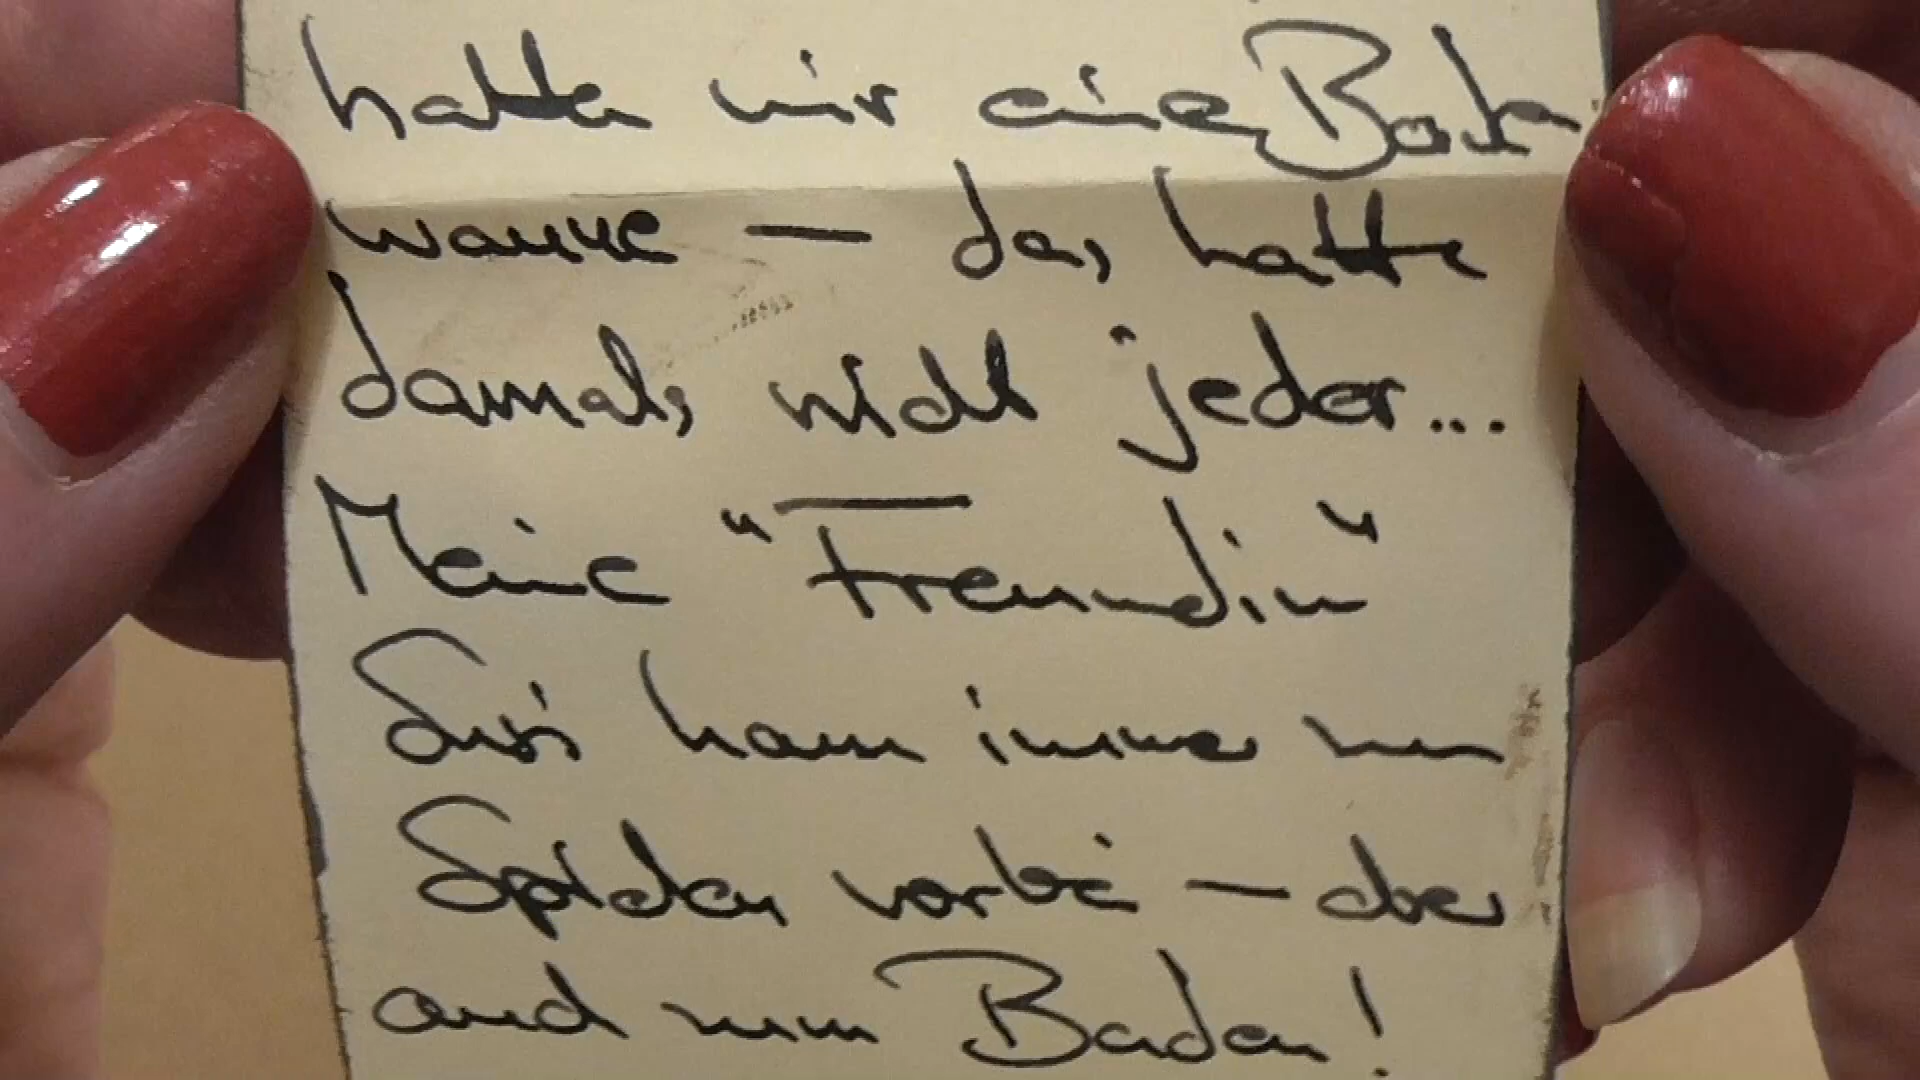 hatten wir eine Bade
wanne – das hatte
damals nicht jeder...
Meine "Freundin"
Susi kam immer zum
Spielen vorbei – aber
auch zum Baden!